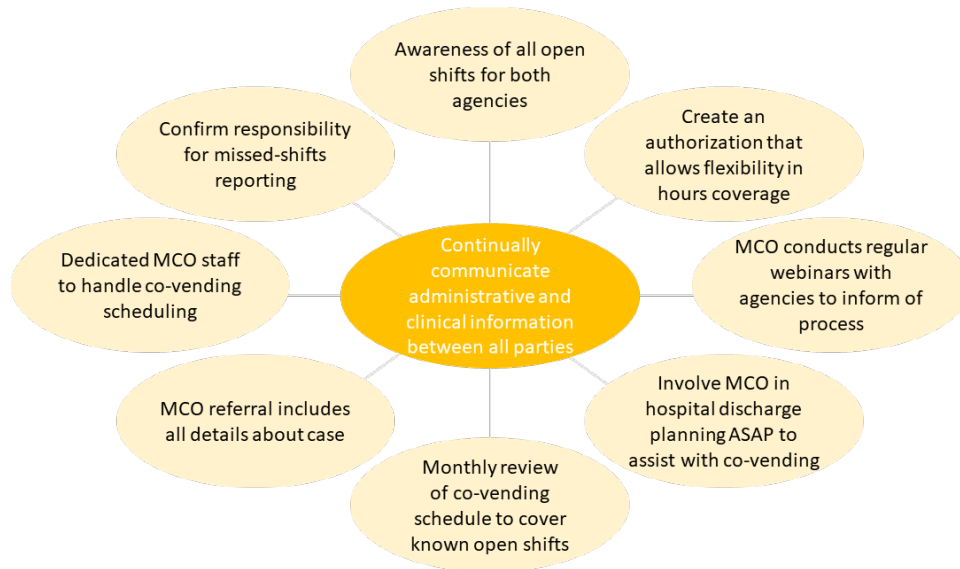 Awareness of all open
shifts for both
agencies
Create an
authorization that
allows flexibility in
hours coverage
MCO conducts regular
webinars with
agencies to inform of
process
Involve MCO in
hospital discharge
planning ASAP to
assist with co-vending
Monthly review
of co-vending
schedule to cover
known open shifts
MCO referral includes
all details about case
Dedicated MCO staff
to handle co-vending
scheduling
Confirm responsibility
for missed-shifts
reporting
Continually
communicate
administrative and
clinical information
between all parties